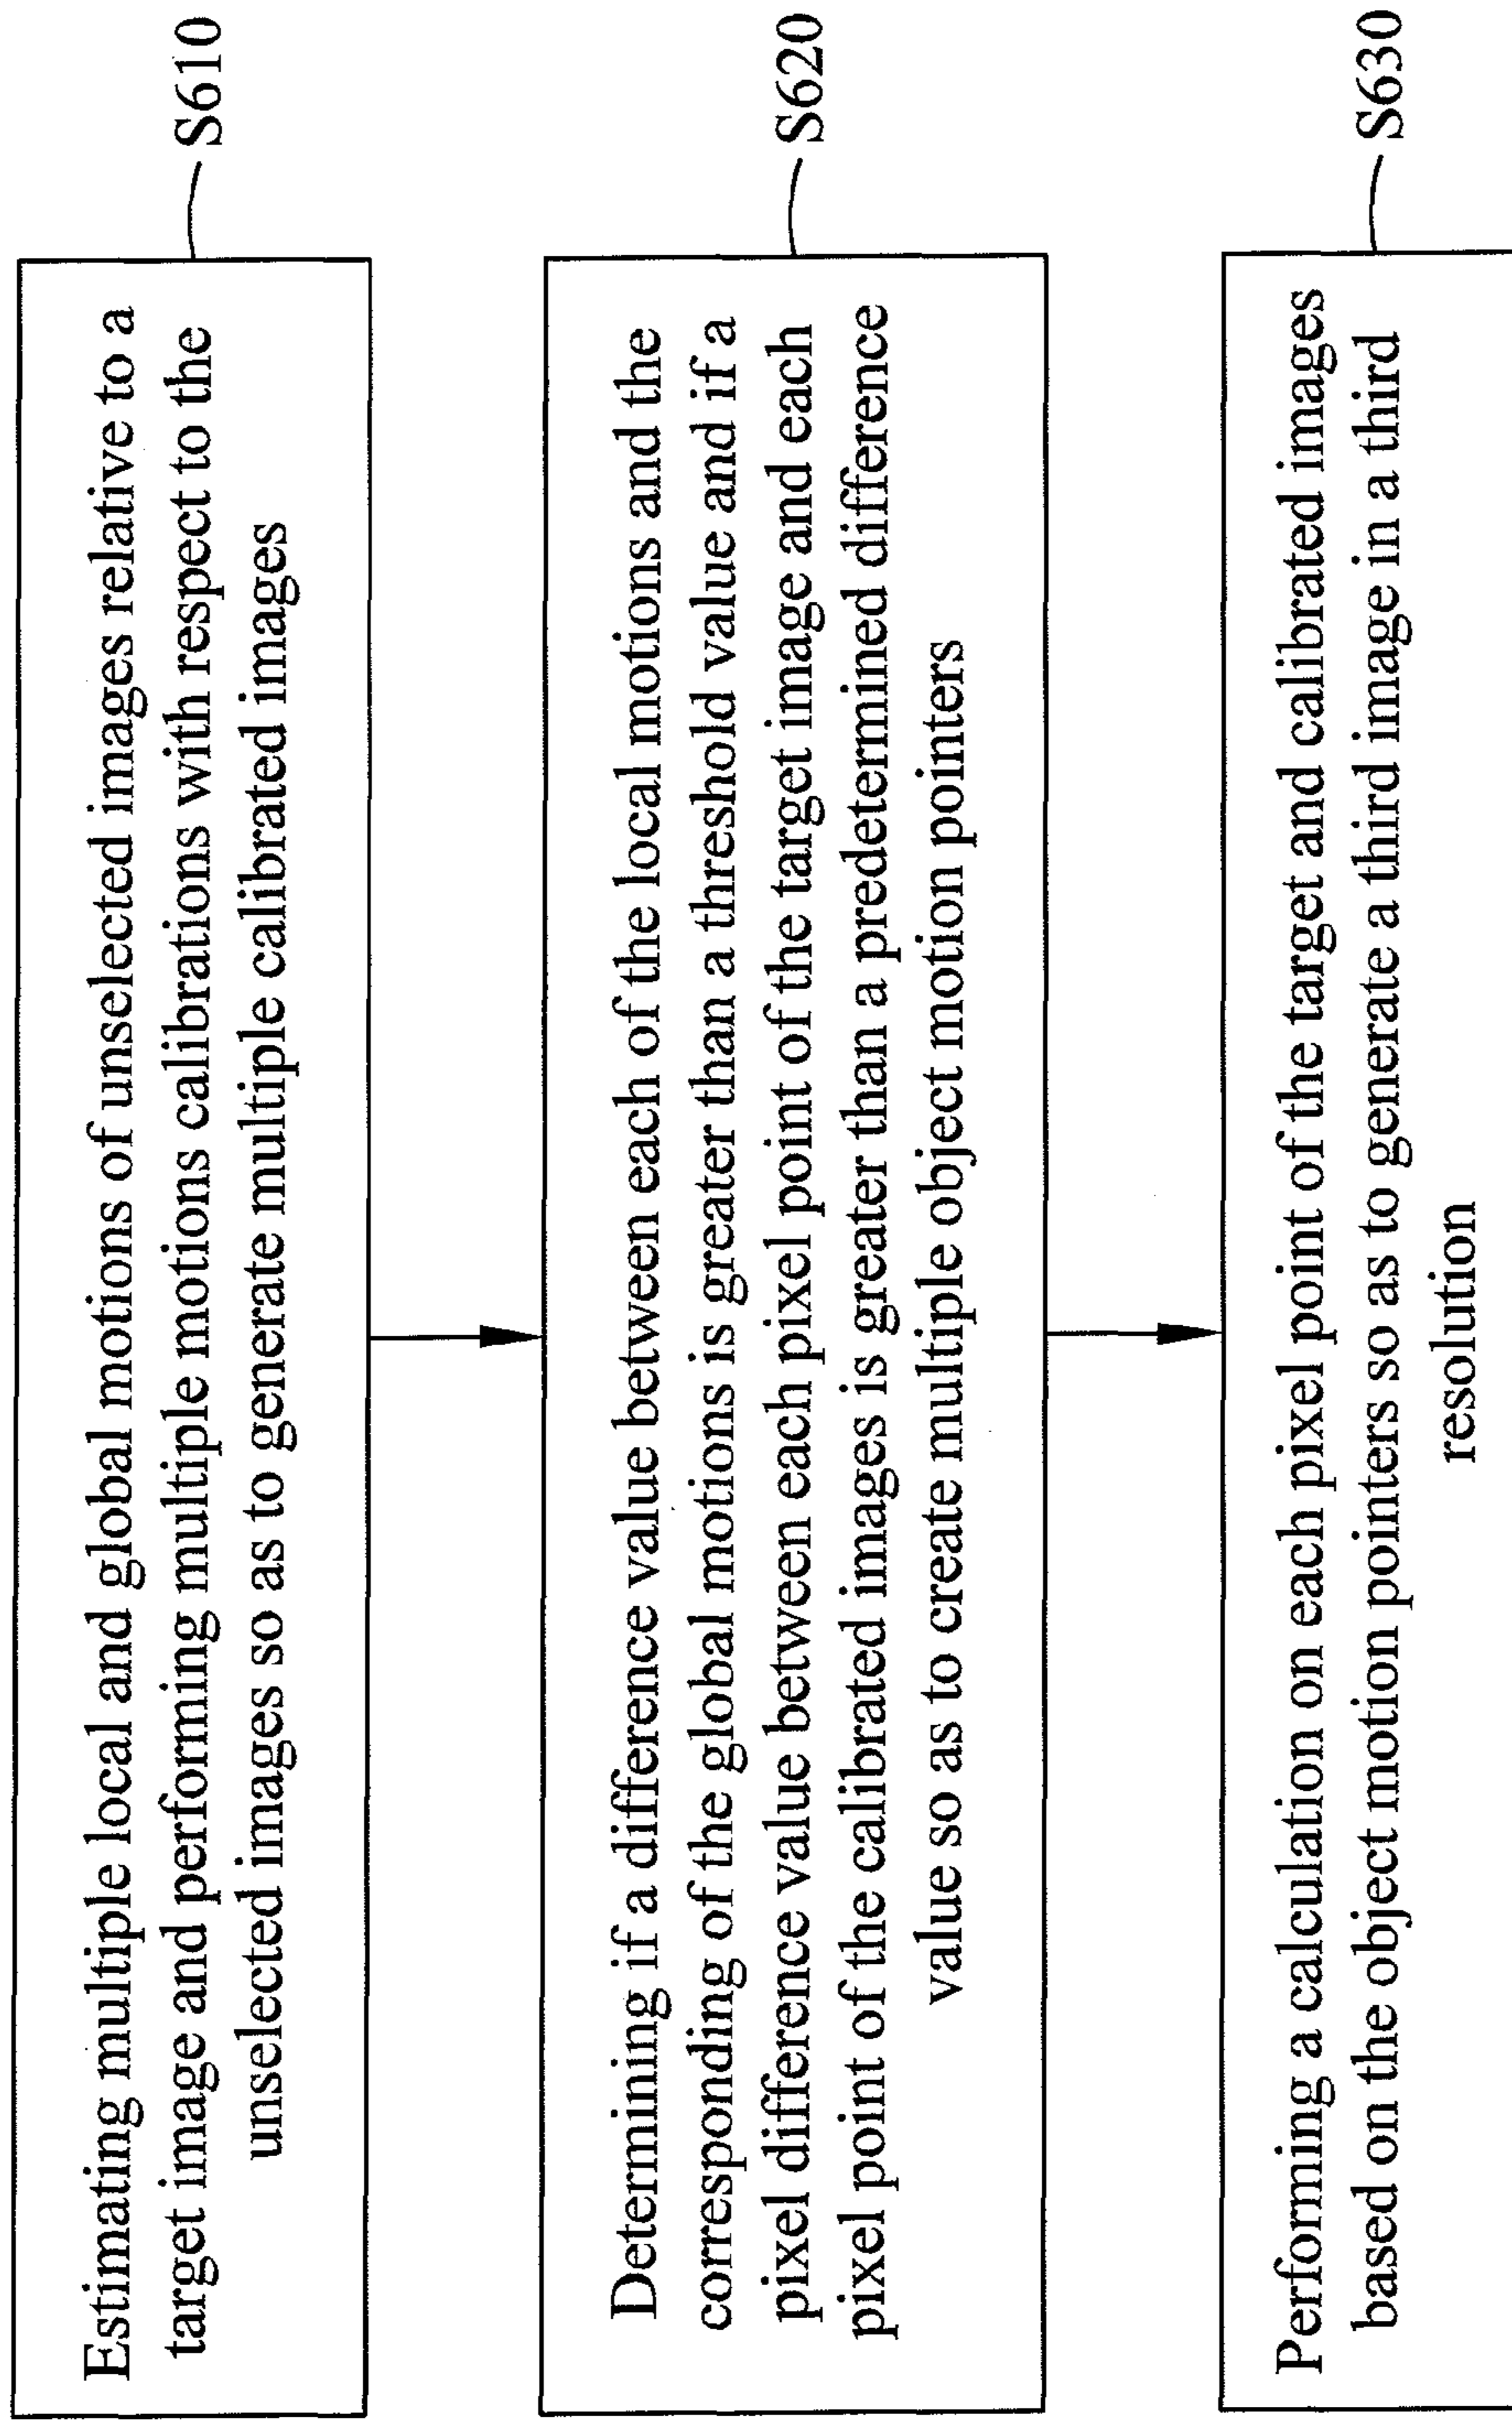 Estimating multiple local and global motions of unselected images relative to a
target image and performing multiple motions calibrations with respect to the
unselected images so as to generate multiple calibrated images
S610
Determining if a difference value between each of the local motions and the
corresponding of the global motions is greater than a threshold value and if a
pixel difference value between each pixel point of the target image and each
pixel point of the calibrated images is greater than a predetermined difference
value so as to create multiple object motion pointers
S620
Performing a calculation on each pixel point of the target and calibrated images
based on the object motion pointers so as to generate a third image in a third
resolution
S630